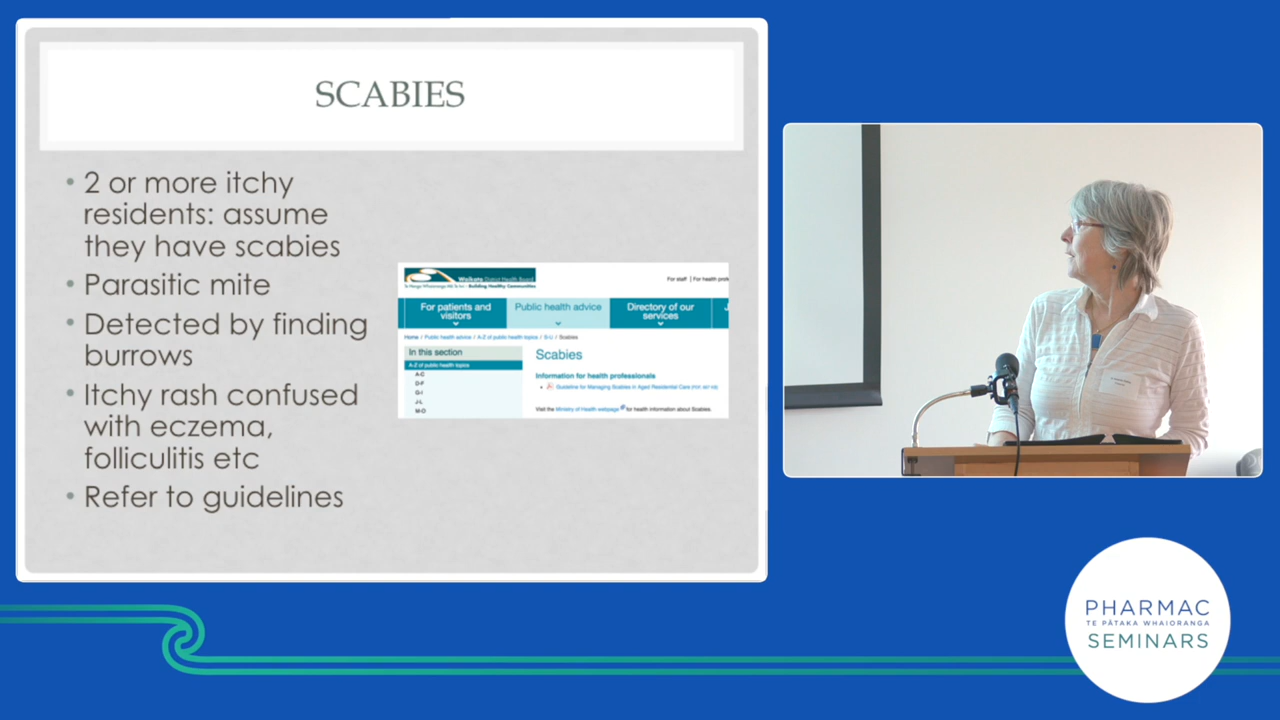 SCABIES
• 2 or more itchy
residents: assume
they have scabies
• Parasitic mite
• Detected by finding
burrows
• Itchy rash confused
with eczema,
folliculitis etc
• Refer to guidelines
Waikato District Health Board
Building Healthy Communities
For staff | For health prof
For patients and
visitors
Public health advice
Directory of our
services
Home / Public health advice / A-Z of public health topics / S-U / Scabies
In this section
A-Z of public health topics
A-C
D-F
G-I
J-L
M-O
Scabies
Information for health professionals
• Guideline for Managing Scabies in Aged Residential Care
Visit the Ministry of Health webpage for health information about Scabies.
PHARMAC
TE PĀTAKA WHAIORANGA
SEMINARS